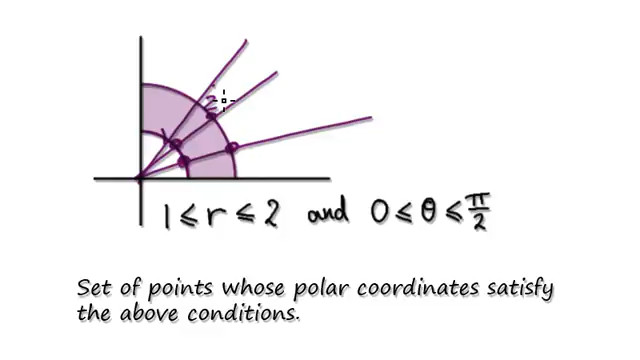 1 ≤ r ≤ 2 and 0 ≤ θ ≤ π/2
Set of points whose polar coordinates satisfy
the above conditions.